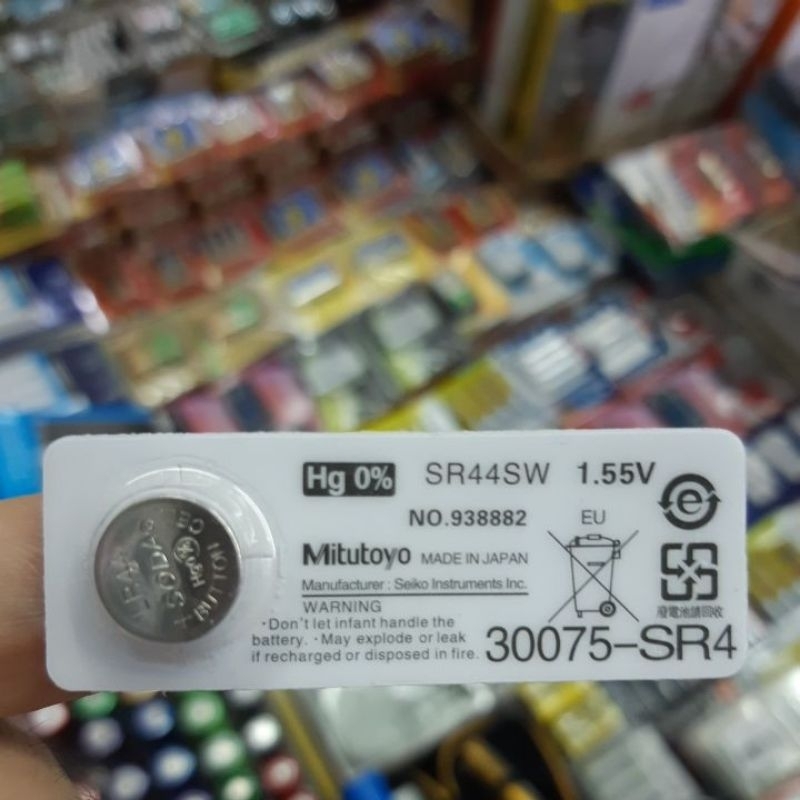 Hg 0% SR44SW 1.55V
NO.938882 EU
Mitutoyo MADE IN JAPAN
Manufacturer : Seiko Instruments Inc.
WARNING
・Don't let infant handle the
battery. ・May explode or leak
if recharged or disposed in fire.
30075-SR4
廢電池請回收